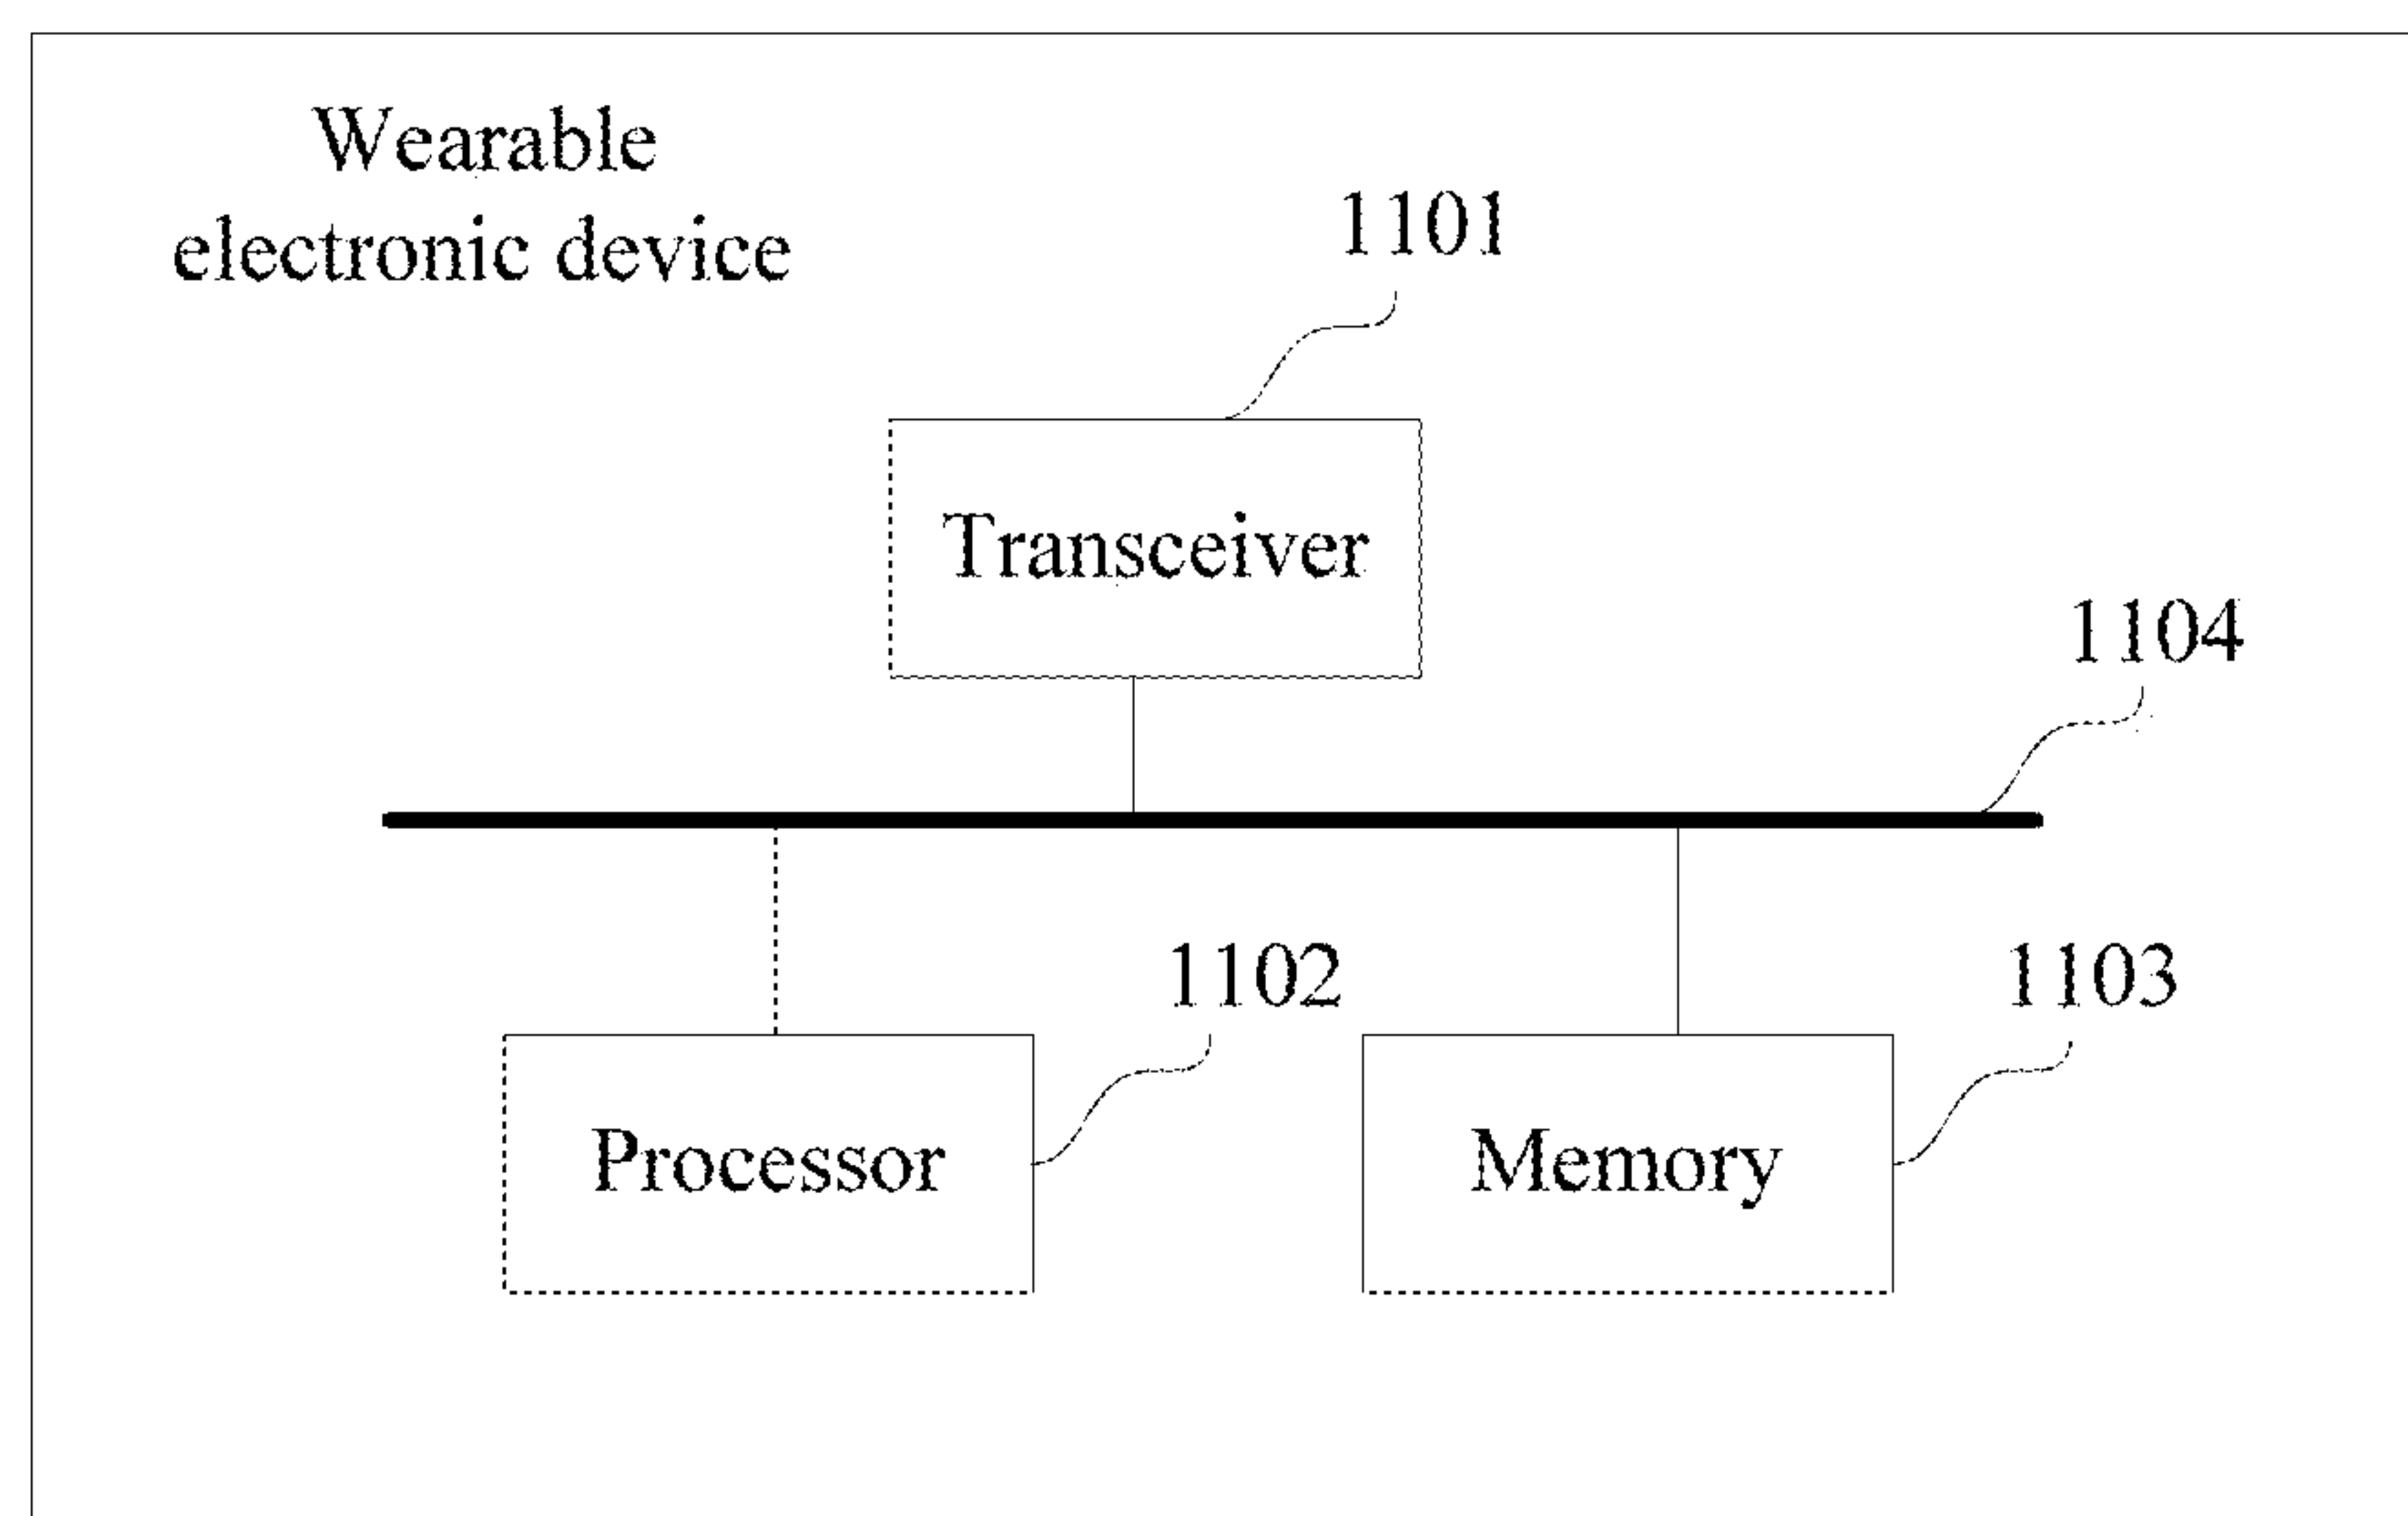 Wearable
electronic device
1101
Transceiver
1104
1102
1103
Processor
Memory